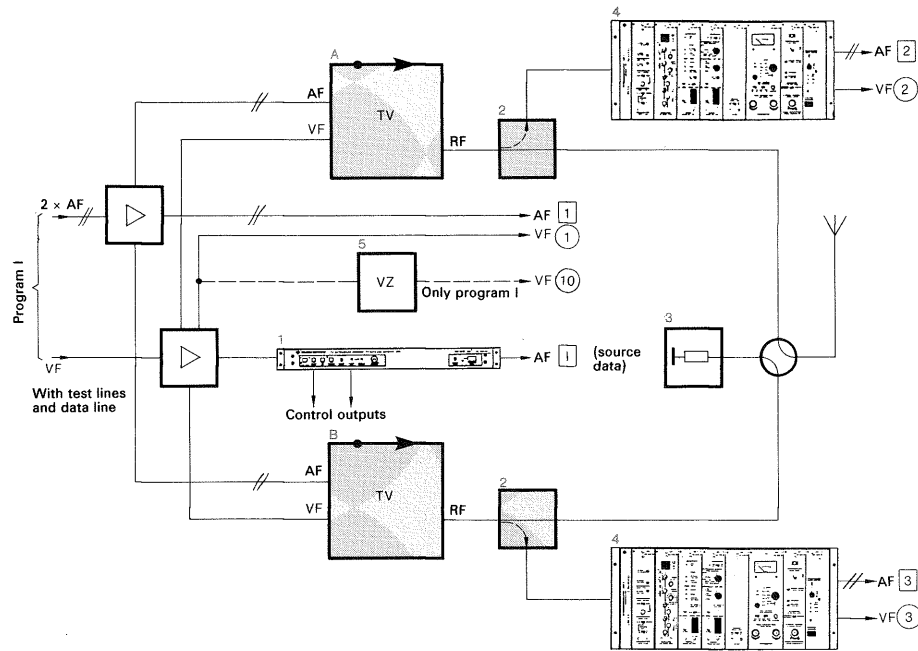 4
A
AF
TV
VF
RF
2
AF 2
VF 2
2 × AF
AF 1
VF 1
5
VZ
Only program I
VF 10
Program I
VF
With test lines
and data line
1
AF I
(source
data)
Control outputs
3
B
AF
TV
VF
RF
2
4
AF 3
VF 3